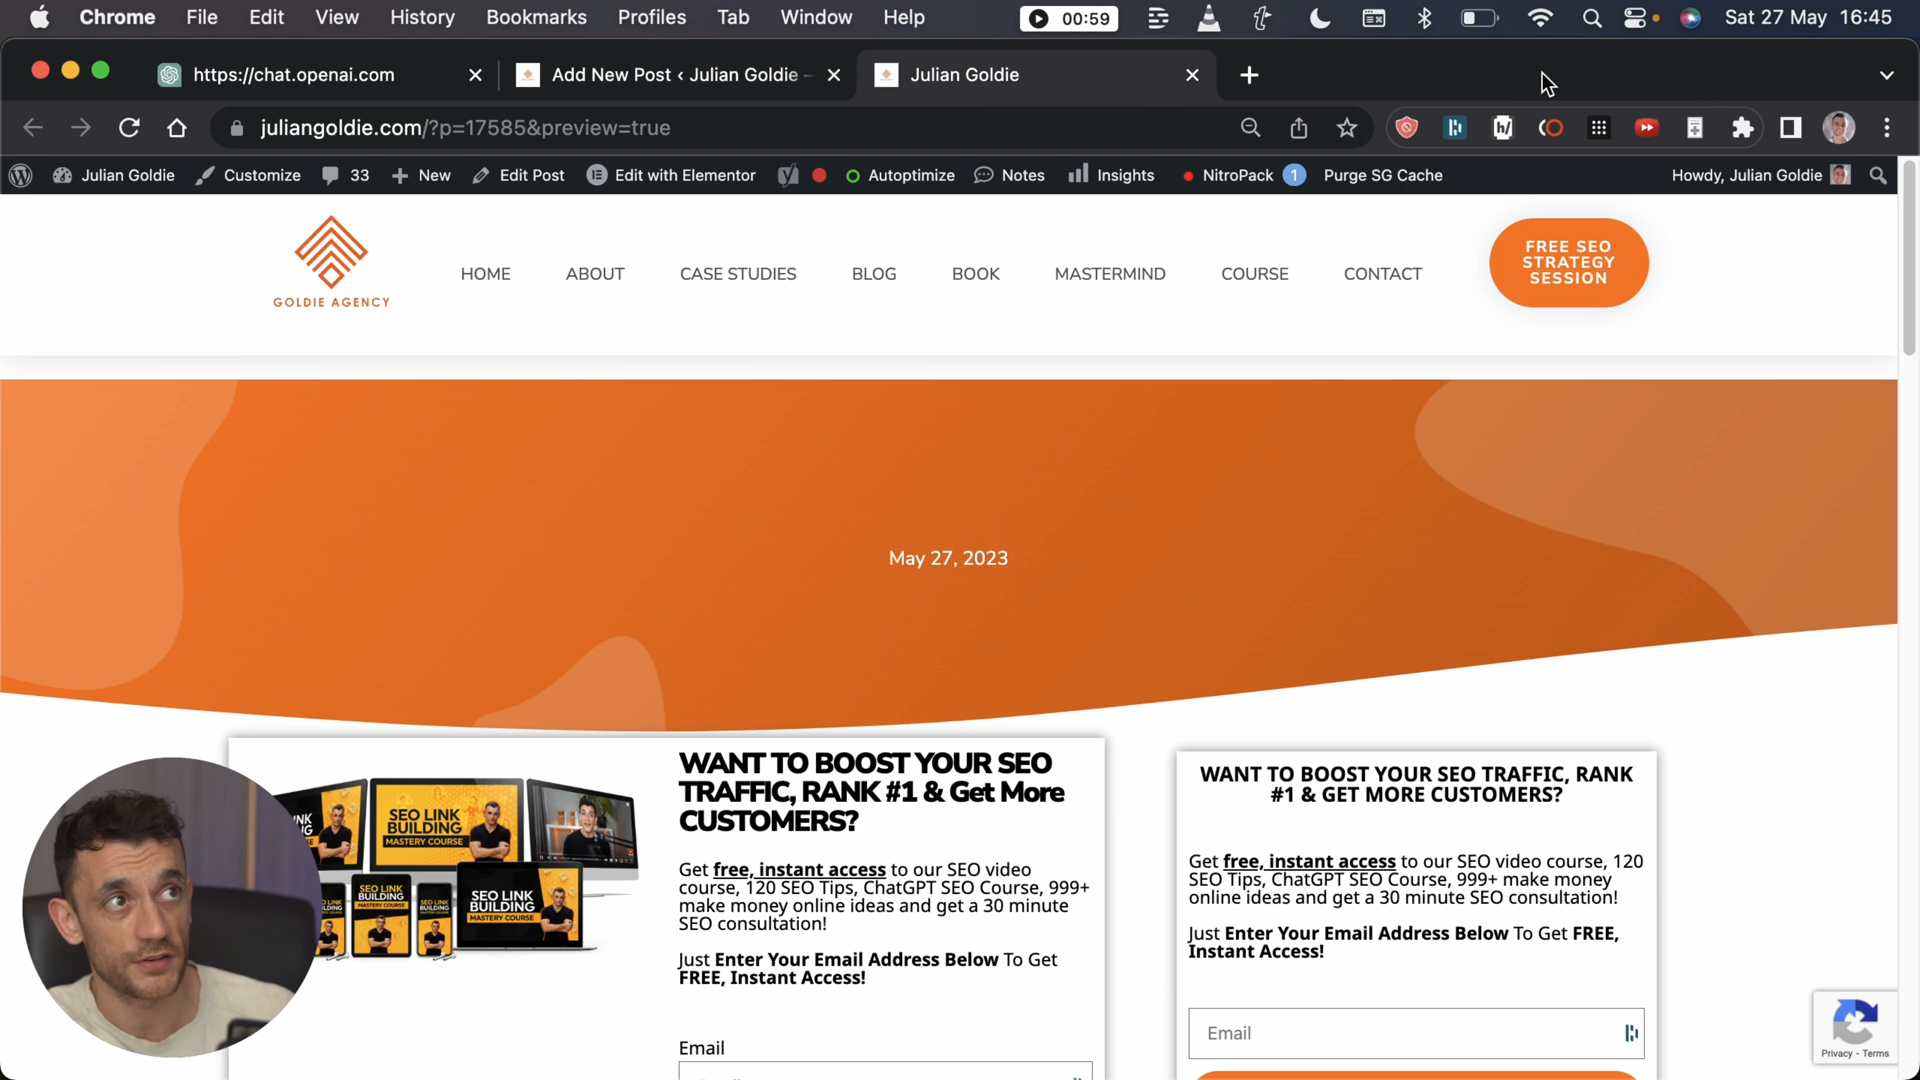 Chrome File Edit View History Bookmarks Profiles Tab Window Help 00:59 Sat 27 May 16:45
https://chat.openai.com Add New Post ‹ Julian Goldie – Julian Goldie
juliangoldie.com/?p=17585&preview=true
Julian Goldie Customize 33 New Edit Post Edit with Elementor Autoptimize Notes Insights NitroPack 1 Purge SG Cache Howdy, Julian Goldie
GOLDIE AGENCY
HOME ABOUT CASE STUDIES BLOG BOOK MASTERMIND COURSE CONTACT
FREE SEO
STRATEGY
SESSION
May 27, 2023
SEO LINK
BUILDING
MASTERY COURSE
SEO LINK
BUILDING
MASTERY COURSE
SEO LINK
BUILDING
MASTERY COURSE
WANT TO BOOST YOUR SEO
TRAFFIC, RANK #1 & Get More
CUSTOMERS?
Get free, instant access to our SEO video
course, 120 SEO Tips, ChatGPT SEO Course, 999+
make money online ideas and get a 30 minute
SEO consultation!
Just Enter Your Email Address Below To Get
FREE, Instant Access!
Email
WANT TO BOOST YOUR SEO TRAFFIC, RANK
#1 & GET MORE CUSTOMERS?
Get free, instant access to our SEO video course, 120
SEO Tips, ChatGPT SEO Course, 999+ make money
online ideas and get a 30 minute SEO consultation!
Just Enter Your Email Address Below To Get FREE,
Instant Access!
Email
Privacy - Terms